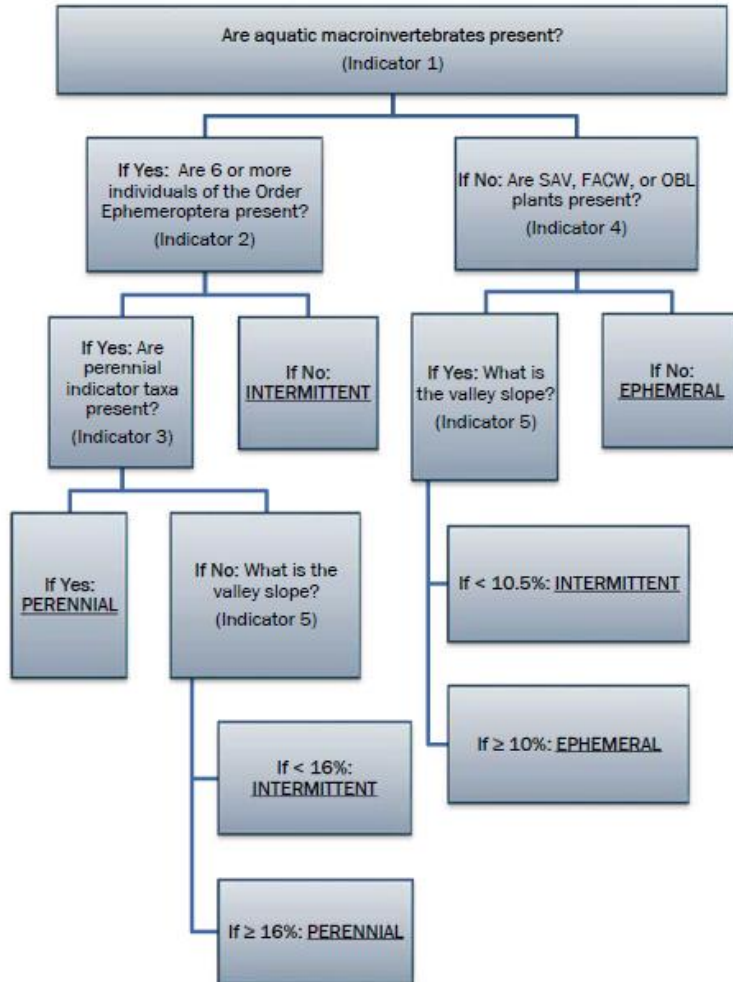 Are aquatic macroinvertebrates present?
(Indicator 1)
If Yes: Are 6 or more
individuals of the Order
Ephemeroptera present?
(Indicator 2)
If No: Are SAV, FACW, or OBL
plants present?
(Indicator 4)
If Yes: Are
perennial
indicator taxa
present?
(Indicator 3)
If No:
INTERMITTENT
If Yes: What is
the valley slope?
(Indicator 5)
If No:
EPHEMERAL
If Yes:
PERENNIAL
If No: What is the
valley slope?
(Indicator 5)
If < 10.5%: INTERMITTENT
If ≥ 10%: EPHEMERAL
If < 16%:
INTERMITTENT
If ≥ 16%: PERENNIAL